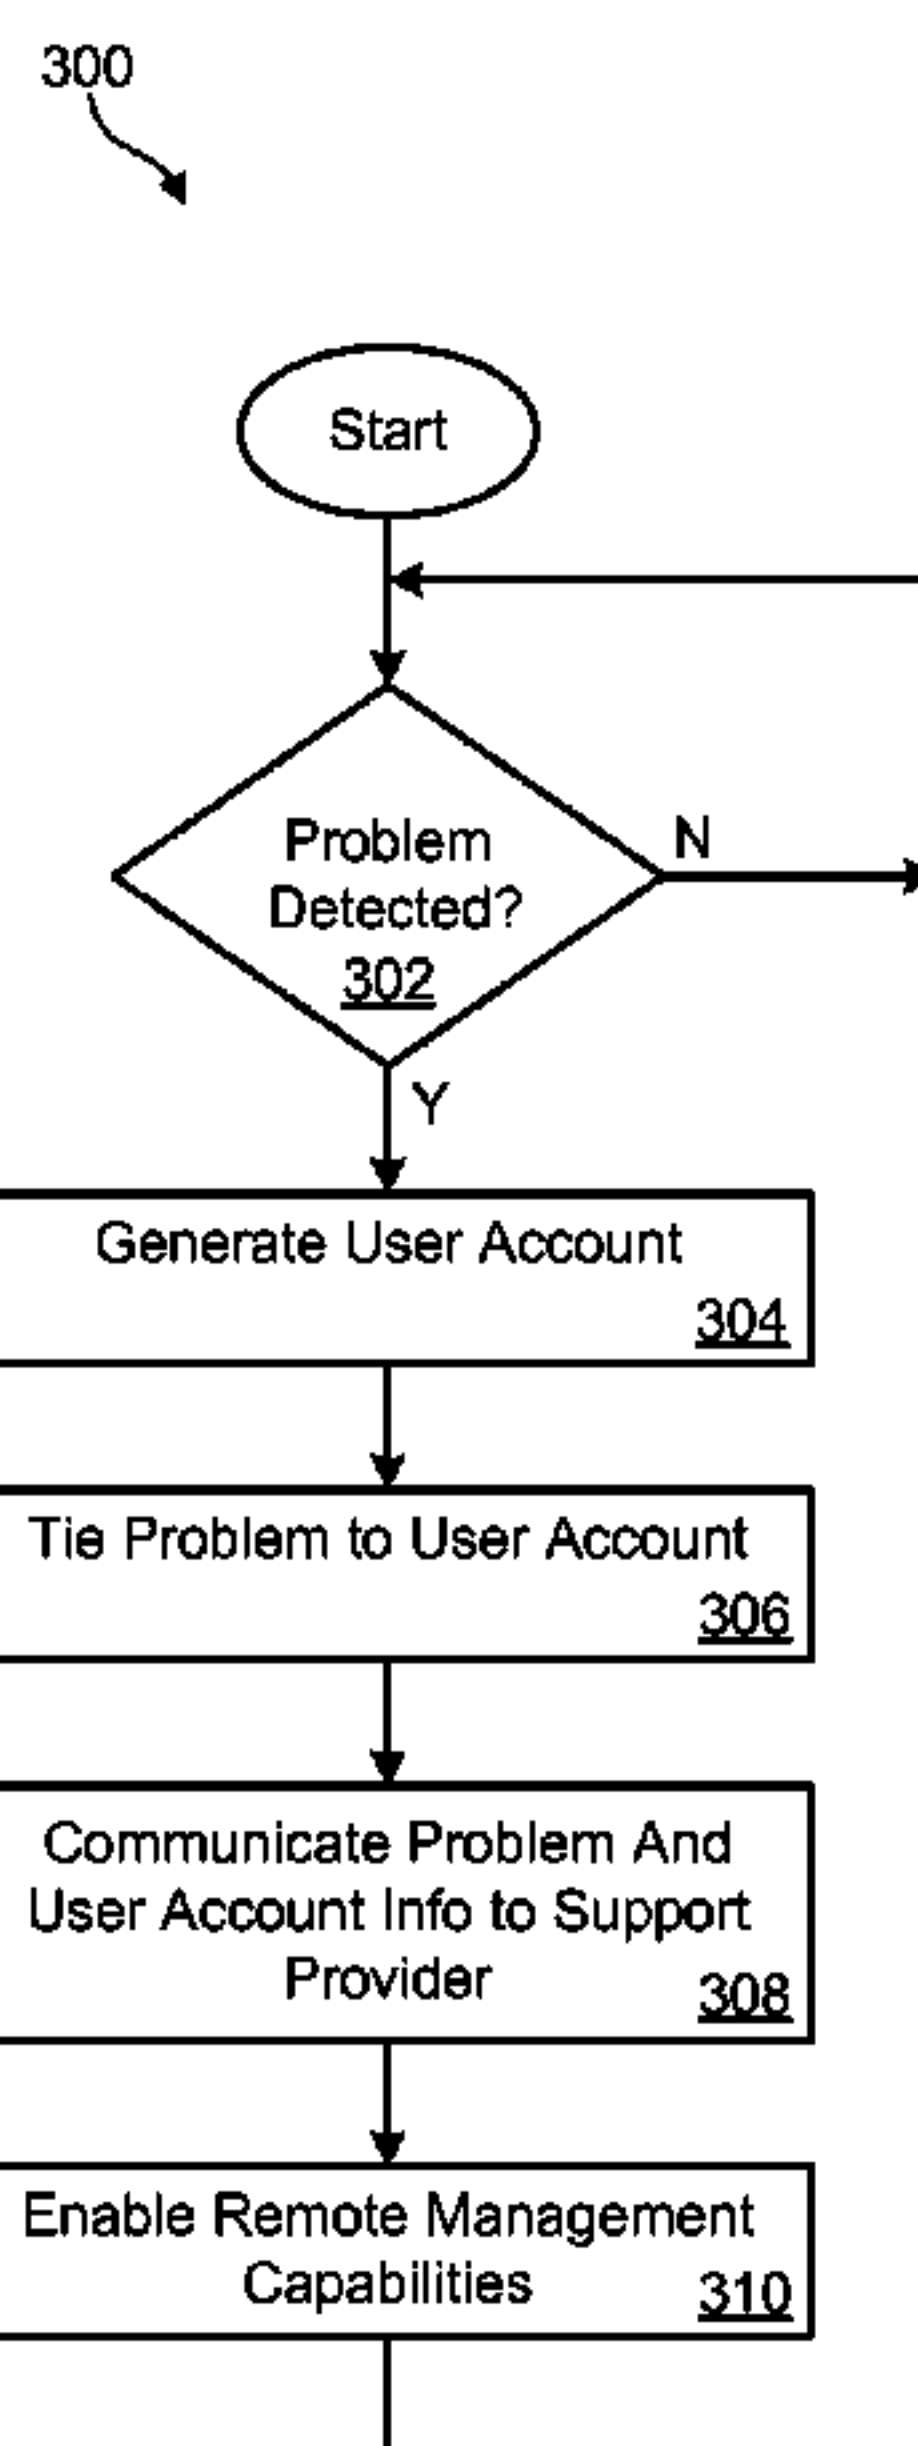 300
Start
Problem
Detected?
302
N
Y
Generate User Account
304
Tie Problem to User Account
306
Communicate Problem And
User Account Info to Support
Provider
308
Enable Remote Management
Capabilities
310